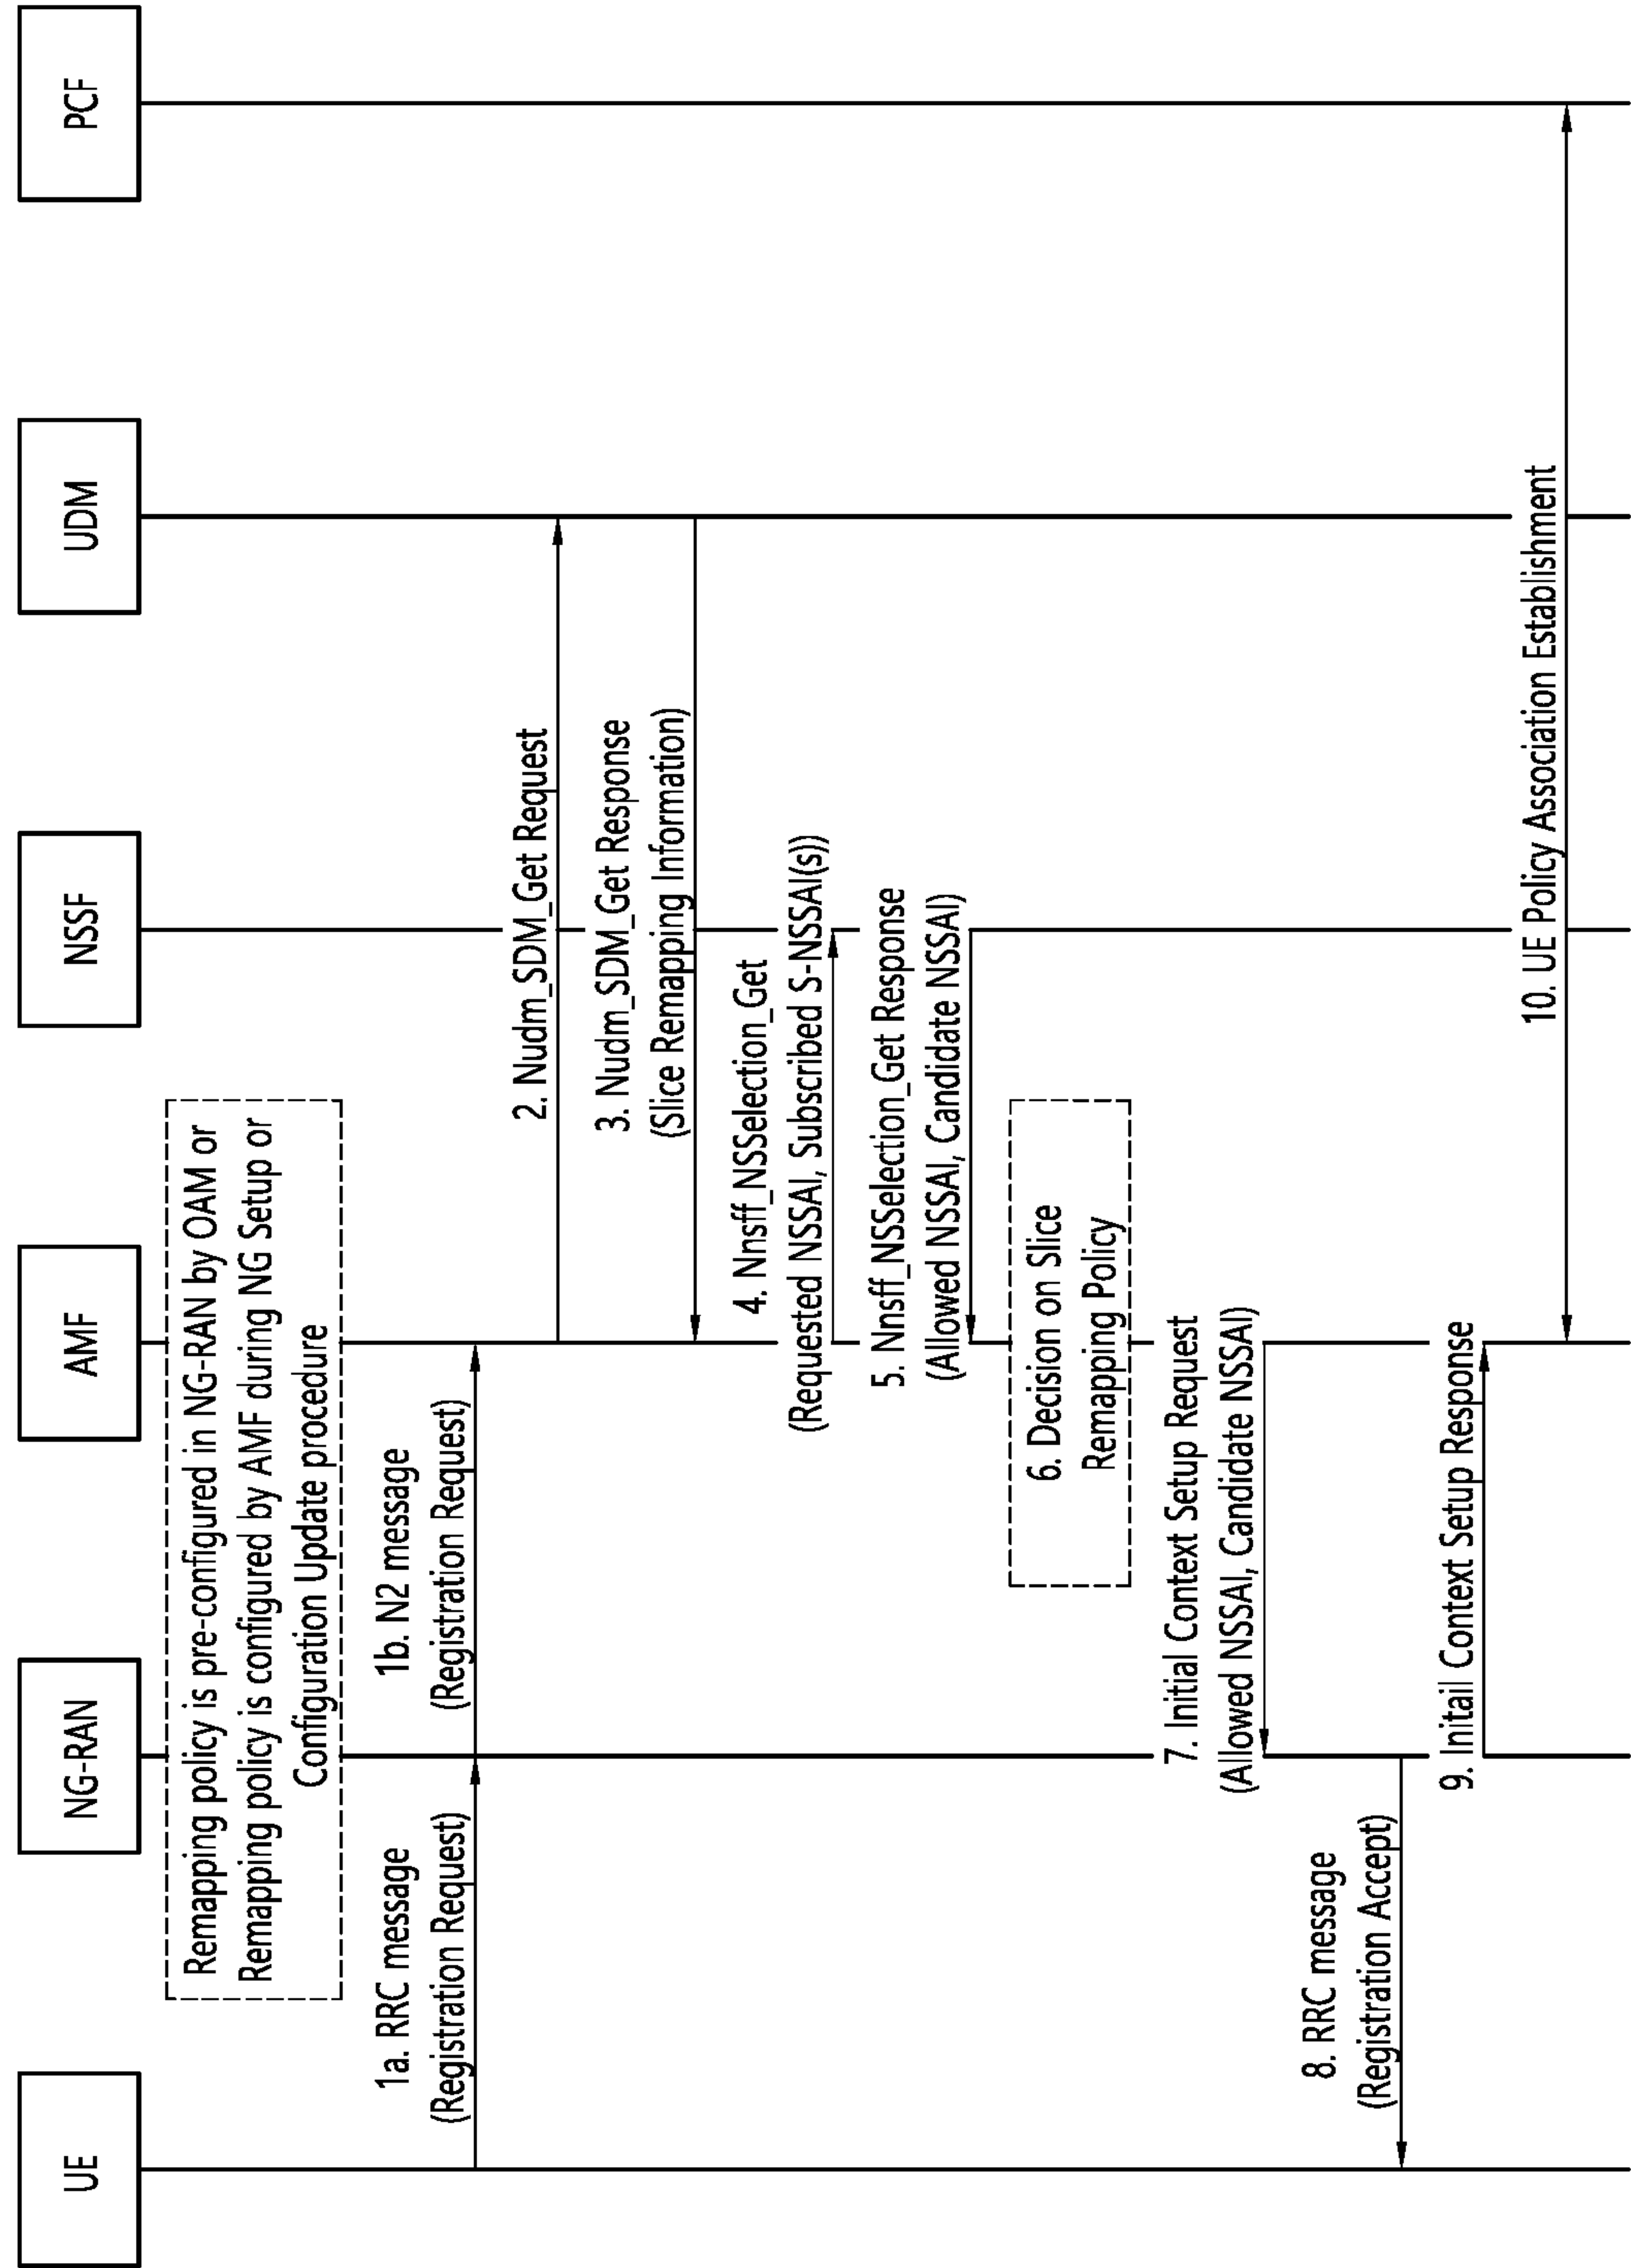 UE
NG-RAN
AMF
NSSF
UDM
PCF
Remapping policy is pre-configured in NG-RAN by OAM or
Remapping policy is configured by AMF during NG Setup or
Configuration Update procedure
1a. RRC message
(Registration Request)
1b. N2 message
(Registration Request)
2. Nudm_SDM_Get Request
3. Nudm_SDM_Get Response
(Slice Remapping Information)
4. Nnsff_NSSelection_Get
(Requested NSSAI, Subscribed S-NSSAI(s))
5. Nnsff_NSSelection_Get Response
(Allowed NSSAI, Candidate NSSAI)
6. Decision on Slice
Remapping Policy
7. Initial Context Setup Request
(Allowed NSSAI, Candidate NSSAI)
8. RRC message
(Registration Accept)
9. Initail Context Setup Response
10. UE Policy Association Establishment